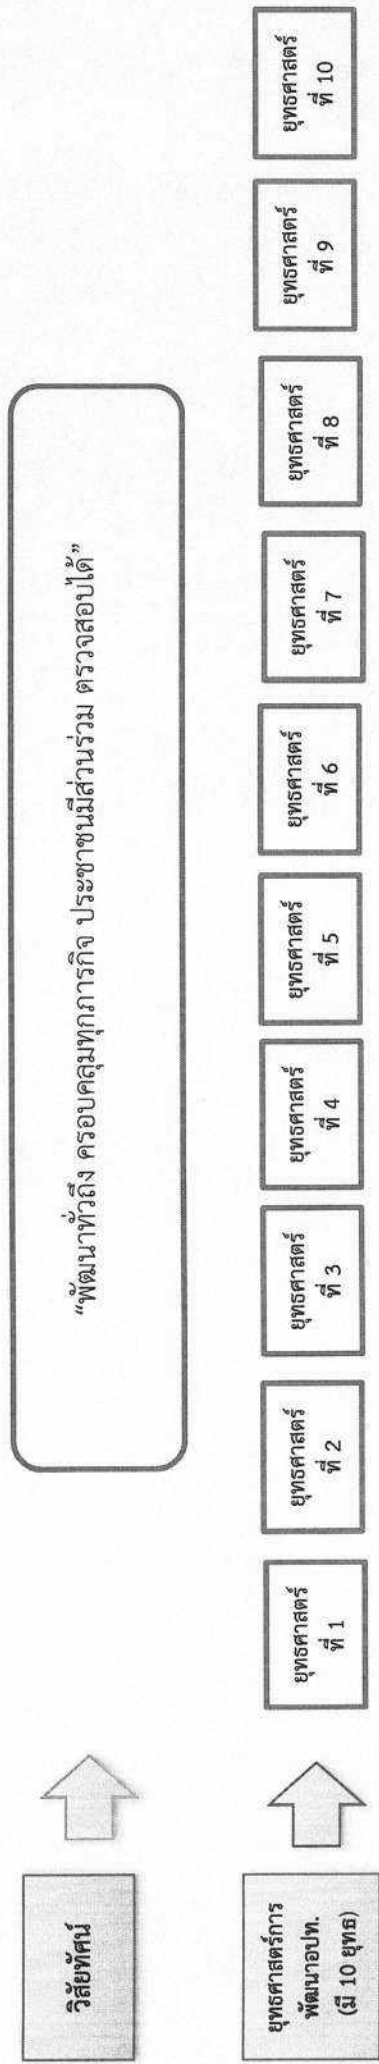 วิสัยทัศน์
“พัฒนาทั่วถึง ครอบคลุมทุกภารกิจ ประชาชนมีส่วนร่วม ตรวจสอบได้”
ยุทธศาสตร์การ
พัฒนาอปท.
(มี 10 ยุทธ)
ยุทธศาสตร์
ที่ 1
ยุทธศาสตร์
ที่ 2
ยุทธศาสตร์
ที่ 3
ยุทธศาสตร์
ที่ 4
ยุทธศาสตร์
ที่ 5
ยุทธศาสตร์
ที่ 6
ยุทธศาสตร์
ที่ 7
ยุทธศาสตร์
ที่ 8
ยุทธศาสตร์
ที่ 9
ยุทธศาสตร์
ที่ 10